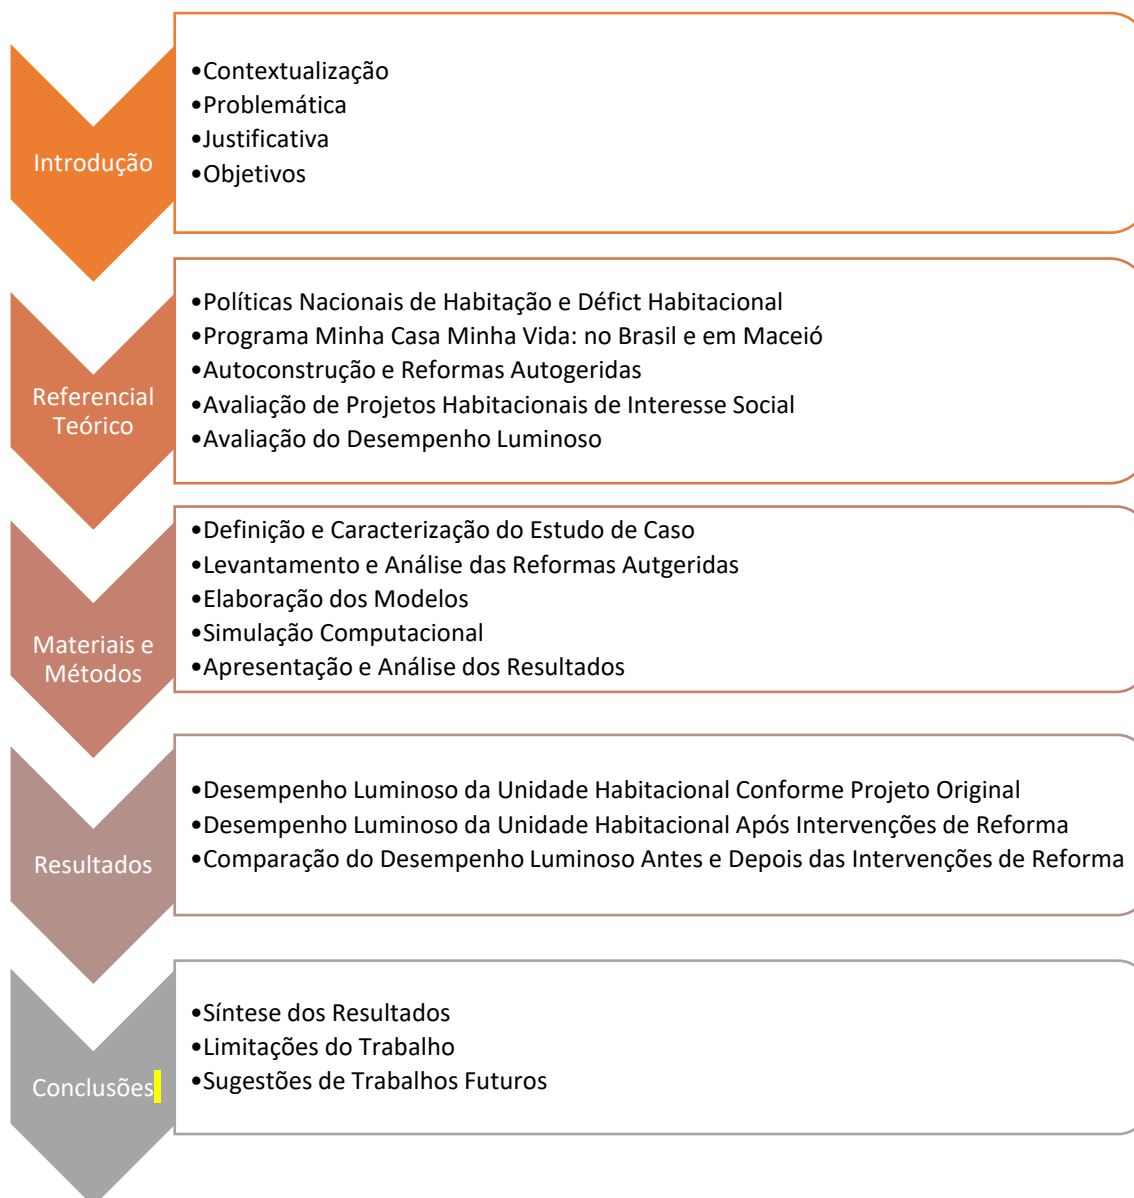 Introdução
•Contextualização
•Problemática
•Justificativa
•Objetivos
Referencial
Teórico
•Políticas Nacionais de Habitação e Défict Habitacional
•Programa Minha Casa Minha Vida: no Brasil e em Maceió
•Autoconstrução e Reformas Autogeridas
•Avaliação de Projetos Habitacionais de Interesse Social
•Avaliação do Desempenho Luminoso
Materiais e
Métodos
•Definição e Caracterização do Estudo de Caso
•Levantamento e Análise das Reformas Autgeridas
•Elaboração dos Modelos
•Simulação Computacional
•Apresentação e Análise dos Resultados
Resultados
•Desempenho Luminoso da Unidade Habitacional Conforme Projeto Original
•Desempenho Luminoso da Unidade Habitacional Após Intervenções de Reforma
•Comparação do Desempenho Luminoso Antes e Depois das Intervenções de Reforma
Conclusões
•Síntese dos Resultados
•Limitações do Trabalho
•Sugestões de Trabalhos Futuros